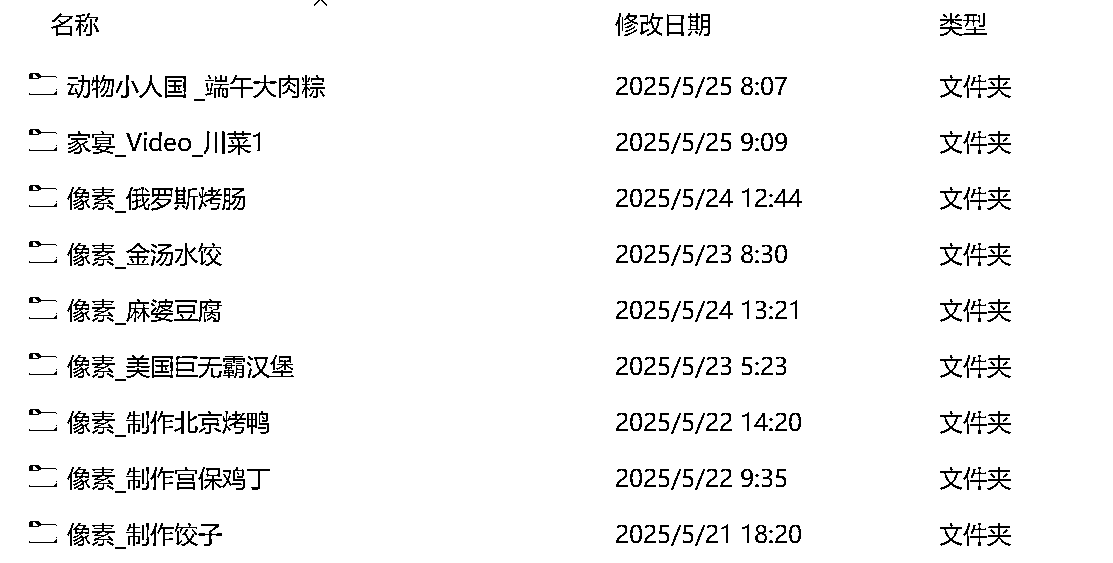 名称 修改日期 类型
动物小人国 _端午大肉粽 2025/5/25 8:07 文件夹
家宴_Video_川菜1 2025/5/25 9:09 文件夹
像素_俄罗斯烤肠 2025/5/24 12:44 文件夹
像素_金汤水饺 2025/5/23 8:30 文件夹
像素_麻婆豆腐 2025/5/24 13:21 文件夹
像素_美国巨无霸汉堡 2025/5/23 5:23 文件夹
像素_制作北京烤鸭 2025/5/22 14:20 文件夹
像素_制作宫保鸡丁 2025/5/22 9:35 文件夹
像素_制作饺子 2025/5/21 18:20 文件夹